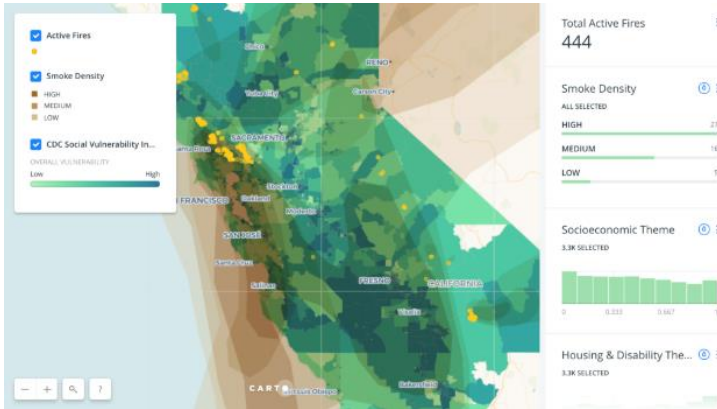 Active Fires
Smoke Density
HIGH
MEDIUM
LOW
CDC Social Vulnerability In...
OVERALL VULNERABILITY
Low High
Chico
RENO
Yuba City
Carson City
SACRAMENTO
Santa Rosa
Stockton
Oakland
FRANCISCO
Modesto
SAN JOSE
Santa Cruz
Salinas
FRESNO
CALIFORNIA
Visalia
Bakersfield
Luis Obispo
CARTO
?
Total Active Fires
444
Smoke Density
ALL SELECTED
HIGH
MEDIUM
LOW
Socioeconomic Theme
3.3K SELECTED
0 0.333 0.667
Housing & Disability The...
3.3K SELECTED